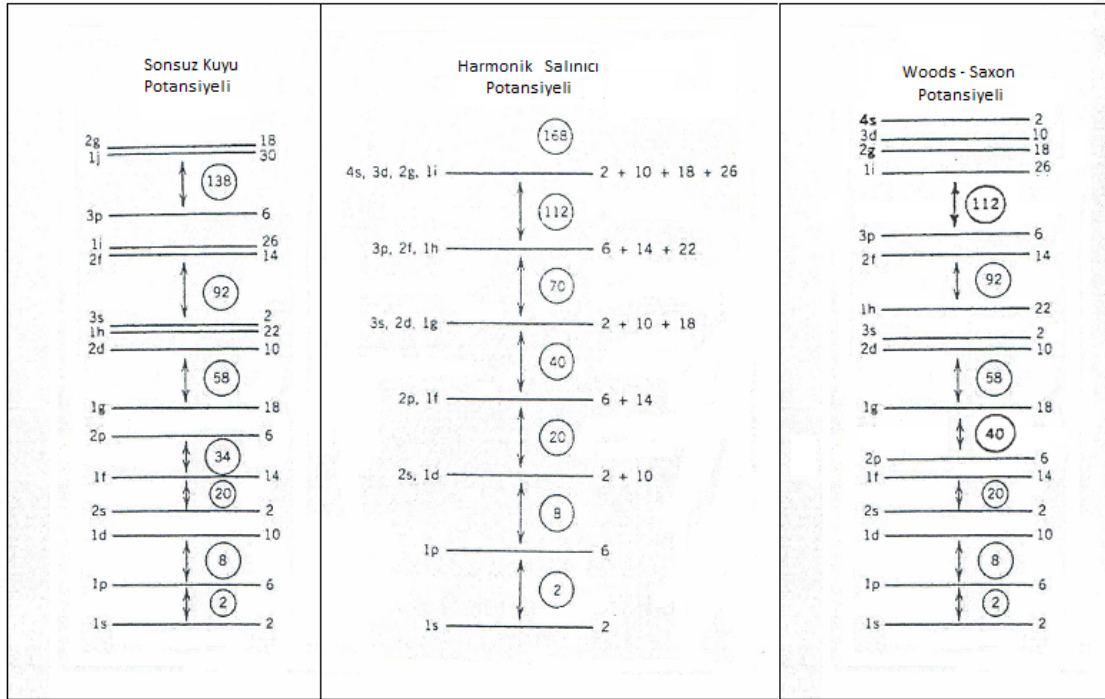 Sonsuz Kuyu
Potansiyeli
2g 18
1j 30
138
3p 6
1i 26
2f 14
92
3s 2
1h 22
2d 10
58
1g 18
2p 6
34
1f 14
20
2s 2
1d 10
8
1p 6
2
1s 2
Harmonik Salınıcı
Potansiyeli
168
4s, 3d, 2g, 1i 2 + 10 + 18 + 26
112
3p, 2f, 1h 6 + 14 + 22
70
3s, 2d, 1g 2 + 10 + 18
40
2p, 1f 6 + 14
20
2s, 1d 2 + 10
8
1p 6
2
1s 2
Woods - Saxon
Potansiyeli
4s 2
3d 10
2g 18
1i 26
112
3p 6
2f 14
92
1h 22
3s 2
2d 10
58
1g 18
40
2p 6
1f 14
20
2s 2
1d 10
8
1p 6
2
1s 2